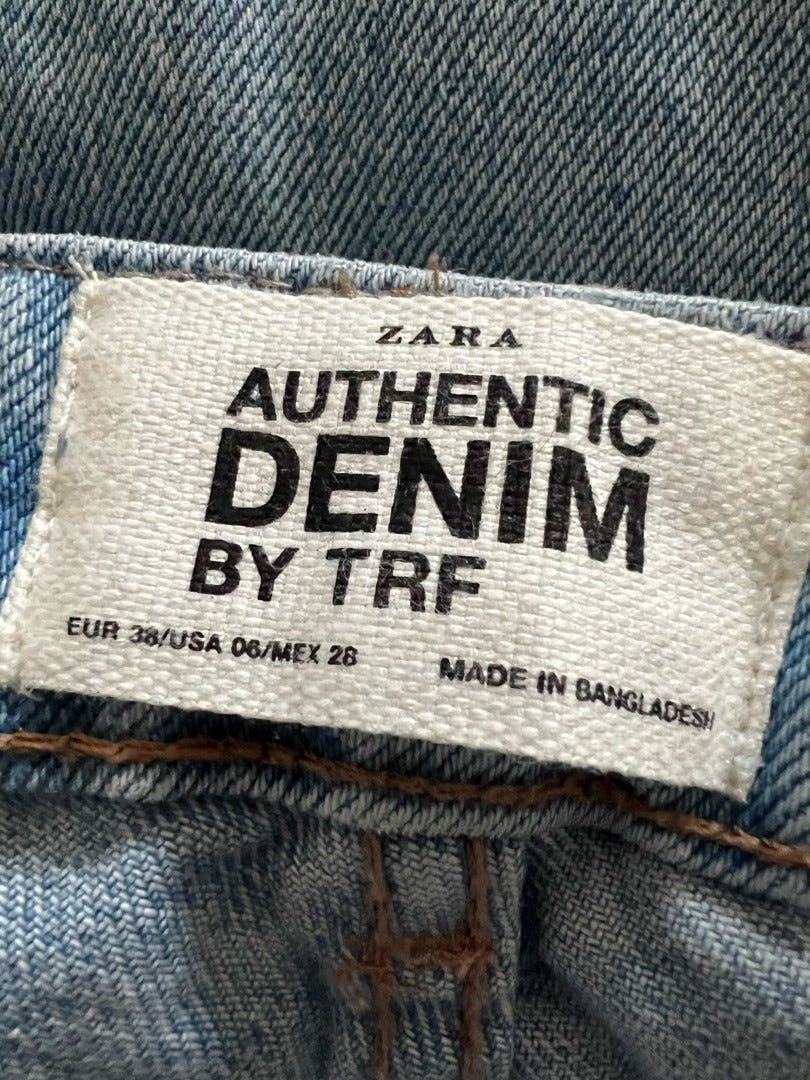 ZARA
AUTHENTIC
DENIM
BY TRF
EUR 38/USA 06/MEX 28
MADE IN BANGLADESH